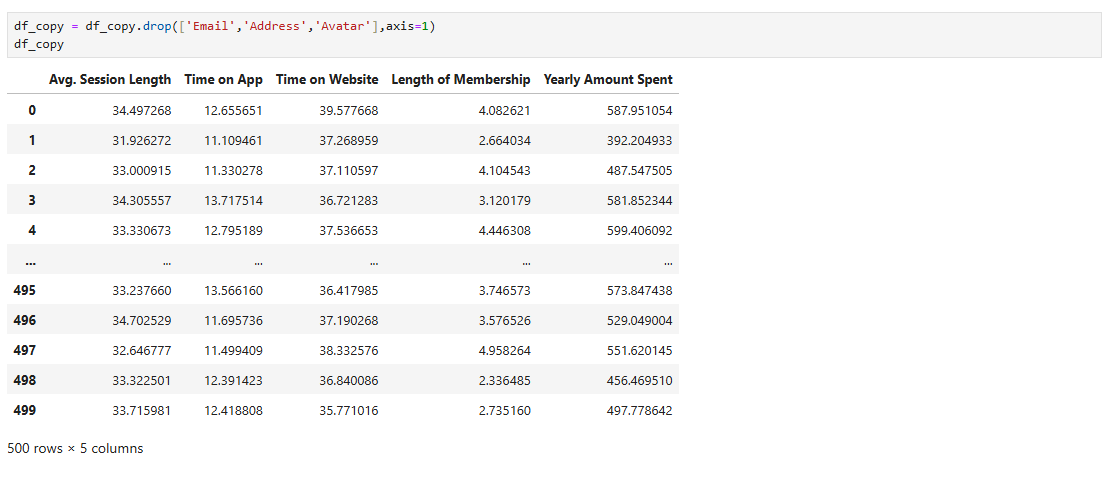 df_copy = df_copy.drop(['Email','Address','Avatar'],axis=1)
df_copy
Avg. Session Length Time on App Time on Website Length of Membership Yearly Amount Spent
0 34.497268 12.655651 39.577668 4.082621 587.951054
1 31.926272 11.109461 37.268959 2.664034 392.204933
2 33.000915 11.330278 37.110597 4.104543 487.547505
3 34.305557 13.717514 36.721283 3.120179 581.852344
4 33.330673 12.795189 37.536653 4.446308 599.406092
... ... ... ... ... ...
495 33.237660 13.566160 36.417985 3.746573 573.847438
496 34.702529 11.695736 37.190268 3.576526 529.049004
497 32.646777 11.499409 38.332576 4.958264 551.620145
498 33.322501 12.391423 36.840086 2.336485 456.469510
499 33.715981 12.418808 35.771016 2.735160 497.778642
500 rows × 5 columns